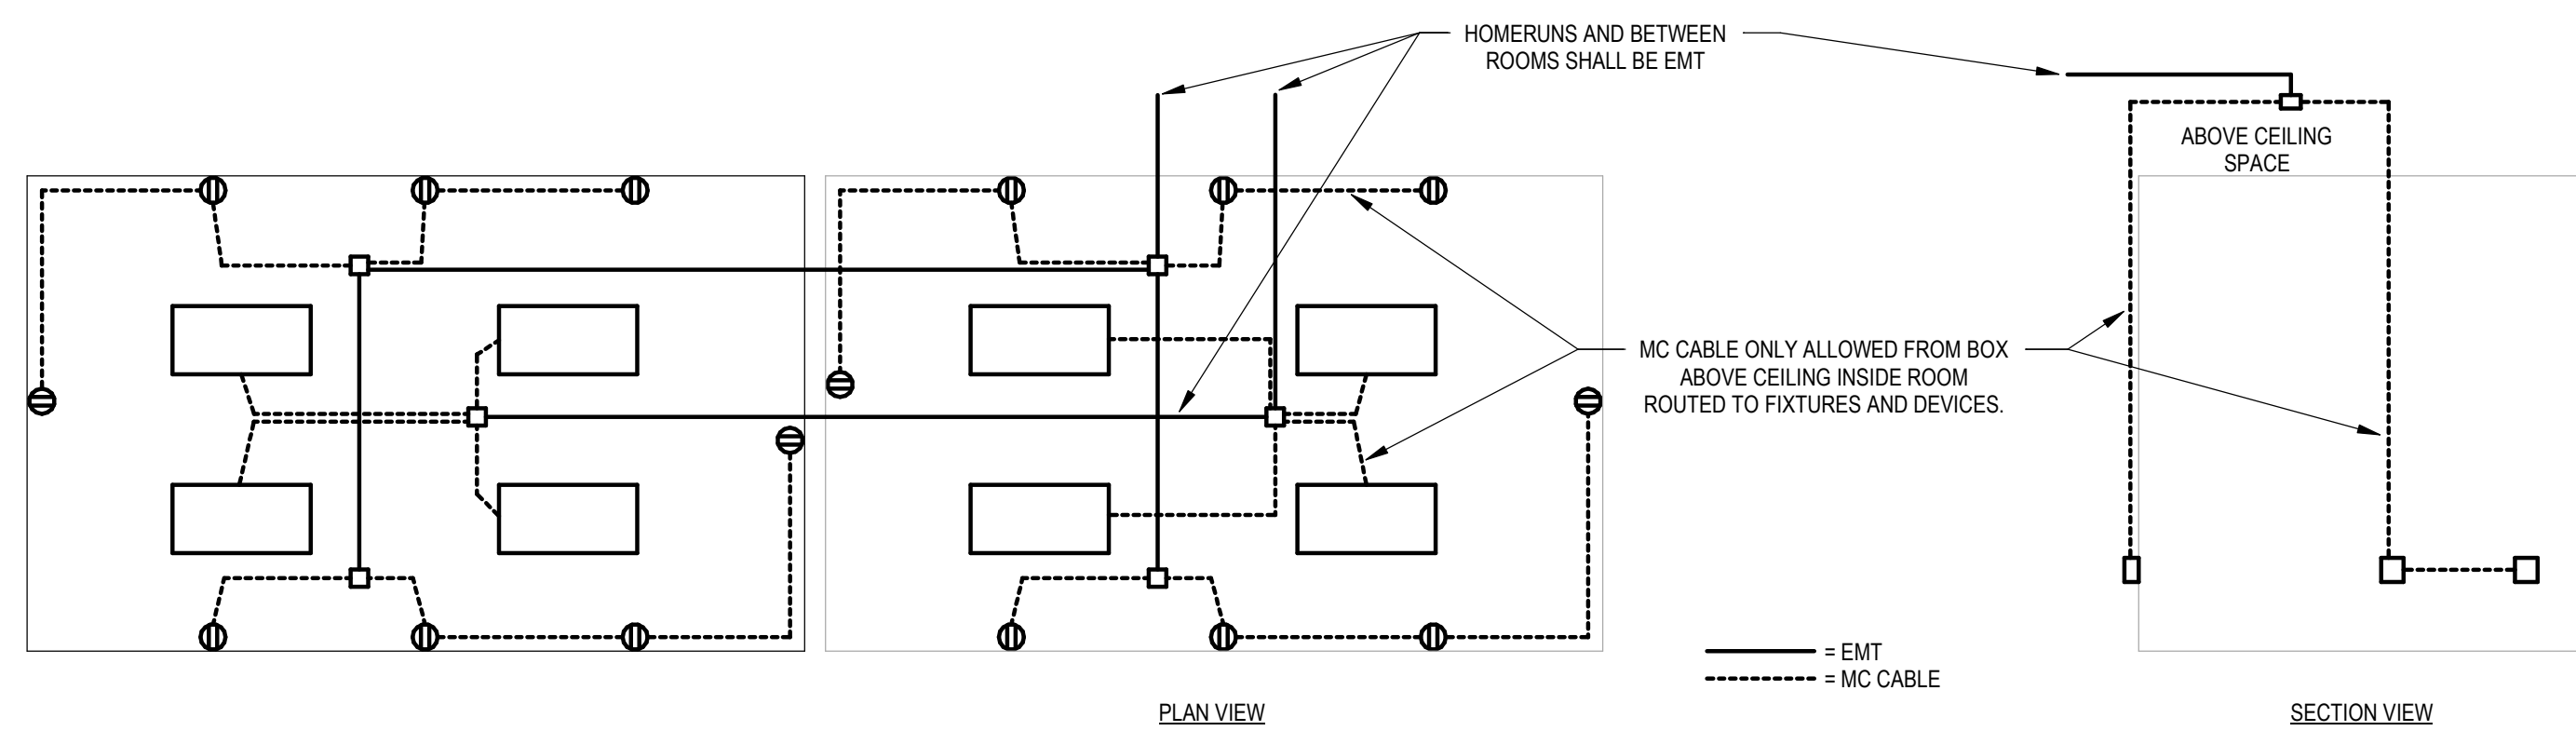 HOMERUNS AND BETWEEN
ROOMS SHALL BE EMT
ABOVE CEILING
SPACE
MC CABLE ONLY ALLOWED FROM BOX
ABOVE CEILING INSIDE ROOM
ROUTED TO FIXTURES AND DEVICES.
= EMT
= MC CABLE
PLAN VIEW
SECTION VIEW